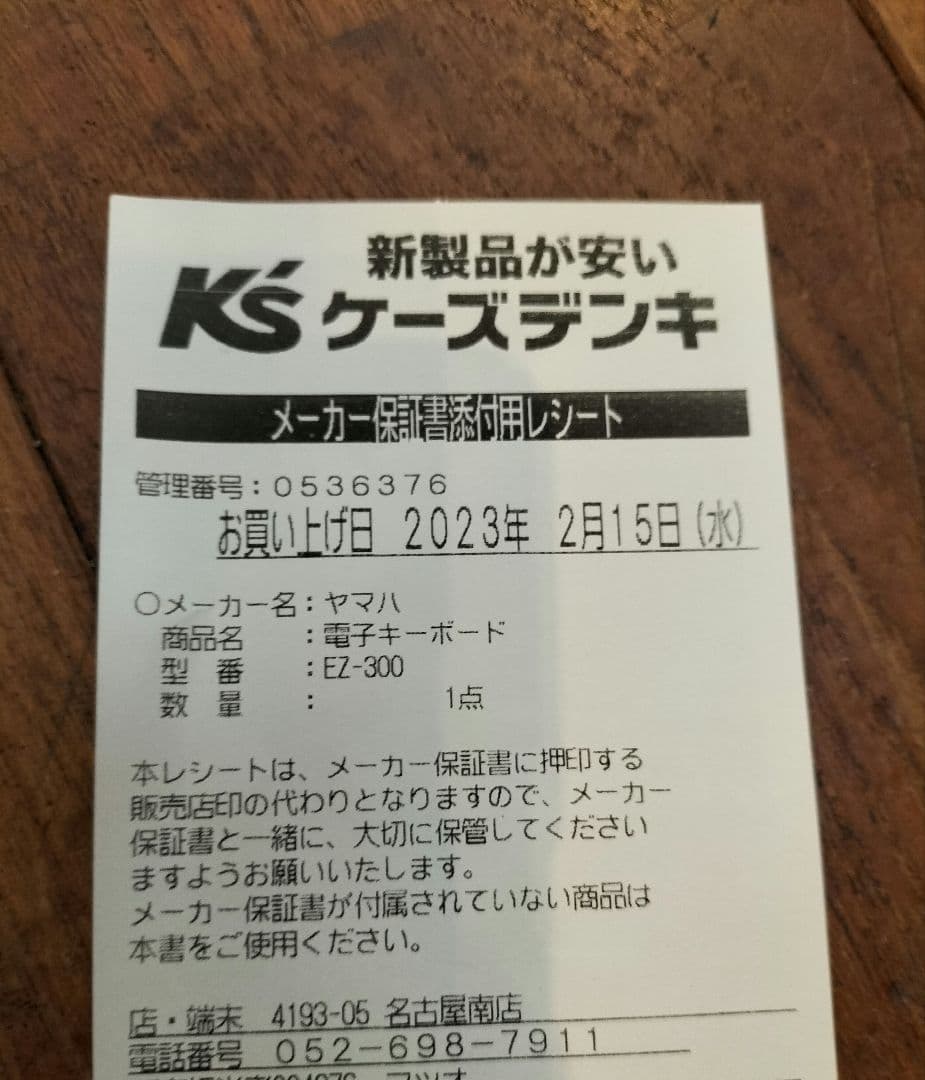 新製品が安い
K's ケーズデンキ
メーカー保証書添付用レシート
管理番号：0536376
お買い上げ日 2023年 2月15日(水)
○メーカー名：ヤマハ
商品名 ：電子キーボード
型 番 ：EZ-300
数 量 ： 1点
本レシートは、メーカー保証書に押印する
販売店印の代わりとなりますので、メーカー
保証書と一緒に、大切に保管してください
ますようお願いいたします。
メーカー保証書が付属されていない商品は
本書をご使用ください。
店・端末 4193-05 名古屋南店
電話番号 052-698-7911